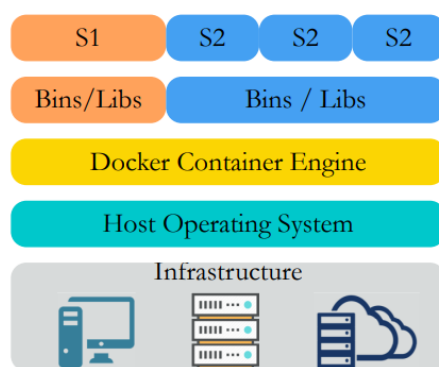 S1 S2 S2 S2
Bins/Libs Bins / Libs
Docker Container Engine
Host Operating System
Infrastructure